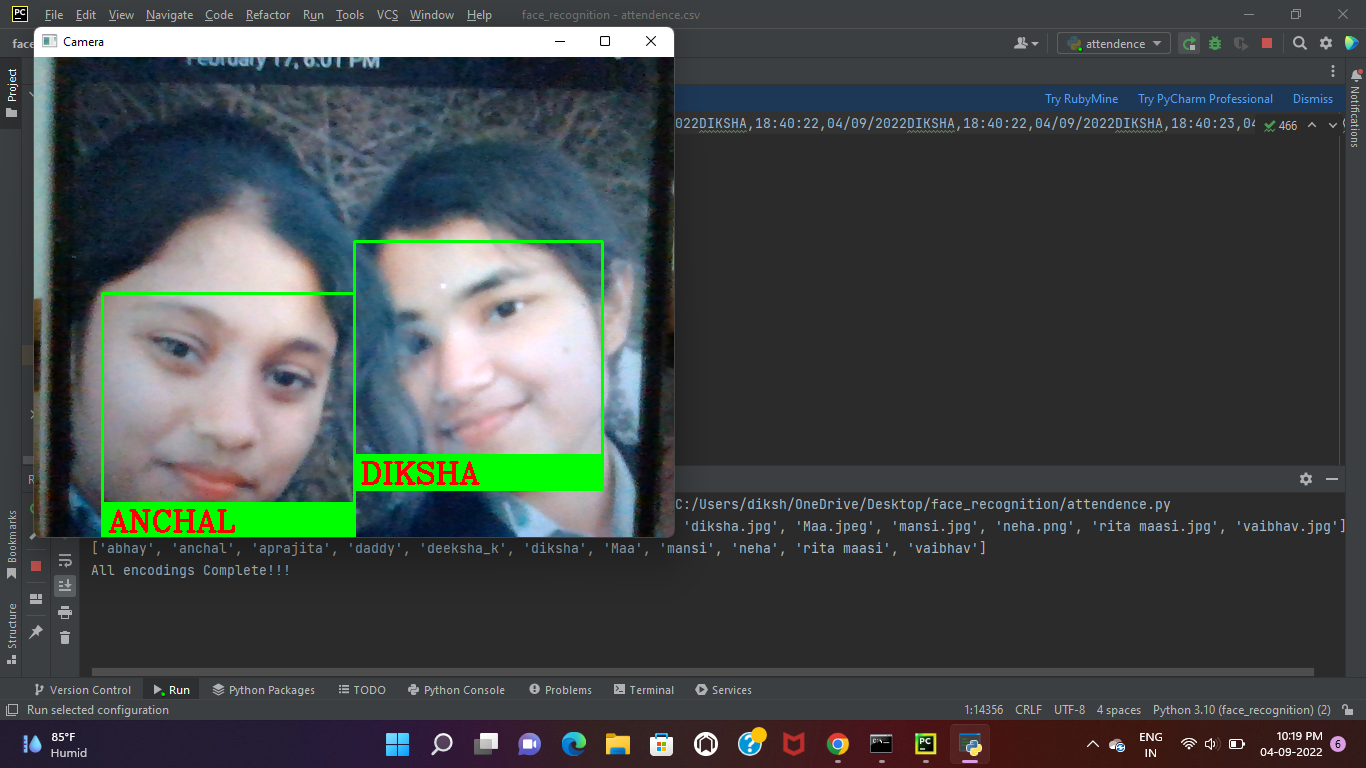 PC File Edit View Navigate Code Refactor Run Tools VCS Window Help face_recognition - attendence.csv
face
attendence
Camera
February 17, 6:01 PM
Try RubyMine Try PyCharm Professional Dismiss
022DIKSHA,18:40:22,04/09/2022DIKSHA,18:40:22,04/09/2022DIKSHA,18:40:23,04
466
Project
Notifications
DIKSHA
ANCHAL
C:/Users/diksh/OneDrive/Desktop/face_recognition/attendence.py
'diksha.jpg', 'Maa.jpeg', 'mansi.jpg', 'neha.png', 'rita maasi.jpg', 'vaibhav.jpg']
['abhay', 'anchal', 'aprajita', 'daddy', 'deeksha_k', 'diksha', 'Maa', 'mansi', 'neha', 'rita maasi', 'vaibhav']
All encodings Complete!!!
Bookmarks
Structure
Version Control Run Python Packages TODO Python Console Problems Terminal Services
Run selected configuration 1:14356 CRLF UTF-8 4 spaces Python 3.10 (face_recognition) (2)
85°F
Humid
PC
ENG
IN
10:19 PM
04-09-2022
6